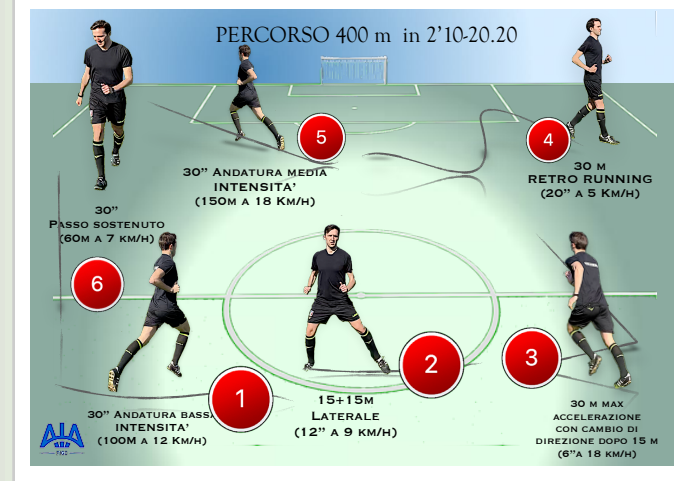 PERCORSO 400 m in 2'10-20.20
5
4
30" ANDATURA MEDIA
INTENSITA'
(150M A 18 KM/H)
30 M
RETRO RUNNING
(20" A 5 KM/H)
30"
PASSO SOSTENUTO
(60M A 7 KM/H)
6
1
2
3
30" ANDATURA BASSA
INTENSITA'
(100M A 12 KM/H)
15+15M
LATERALE
(12" A 9 KM/H)
30 M MAX
ACCELERAZIONE
CON CAMBIO DI
DIREZIONE DOPO 15 M
(6"A 18 KM/H)
AIA
FIGC